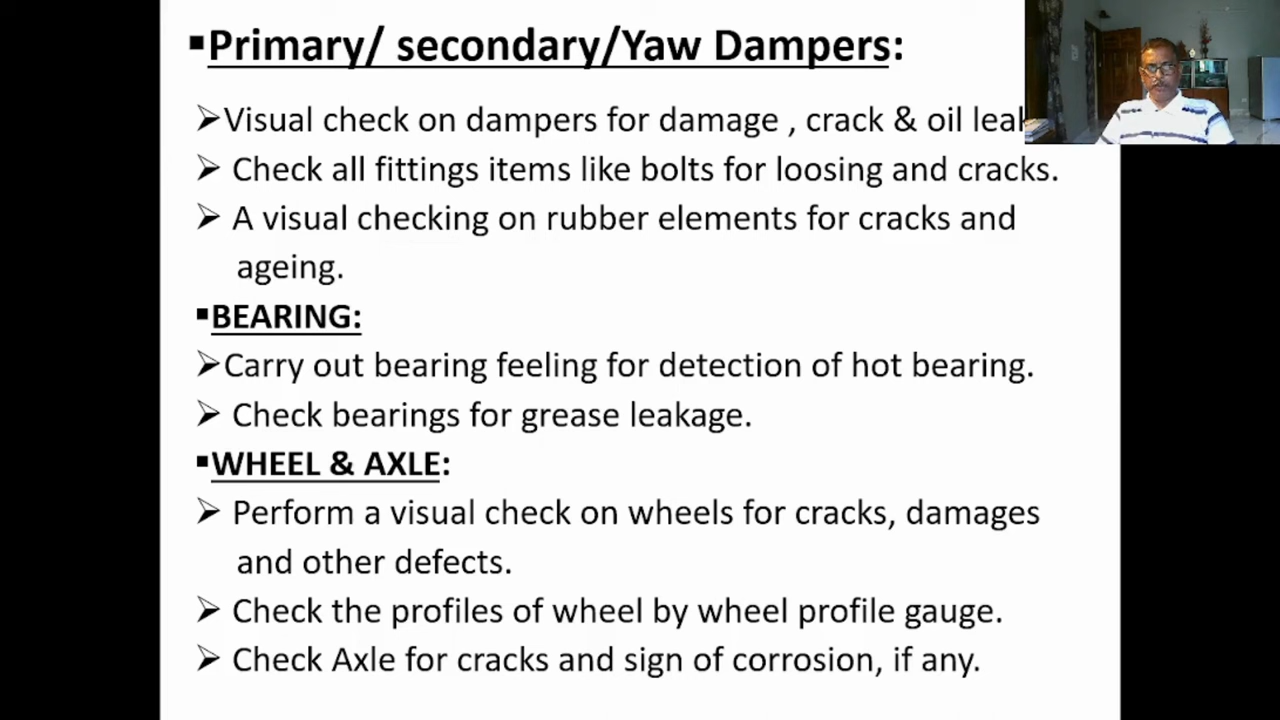 ▪Primary/ secondary/Yaw Dampers:
➢Visual check on dampers for damage , crack & oil
➢ Check all fittings items like bolts for loosing and cracks.
➢ A visual checking on rubber elements for cracks and
ageing.
▪BEARING:
➢Carry out bearing feeling for detection of hot bearing.
➢ Check bearings for grease leakage.
▪WHEEL & AXLE:
➢ Perform a visual check on wheels for cracks, damages
and other defects.
➢ Check the profiles of wheel by wheel profile gauge.
➢ Check Axle for cracks and sign of corrosion, if any.